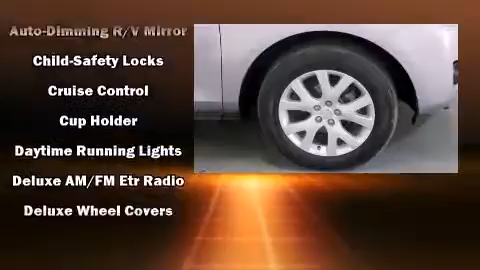 Auto-Dimming R/V Mirror
Child-Safety Locks
Cruise Control
Cup Holder
Daytime Running Lights
Deluxe AM/FM Etr Radio
Deluxe Wheel Covers